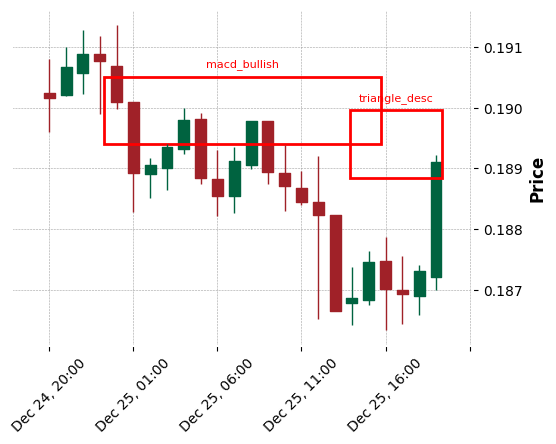 macd_bullish
triangle_desc
0.191
0.190
0.189
0.188
0.187
Price
Dec 24, 20:00
Dec 25, 01:00
Dec 25, 06:00
Dec 25, 11:00
Dec 25, 16:00